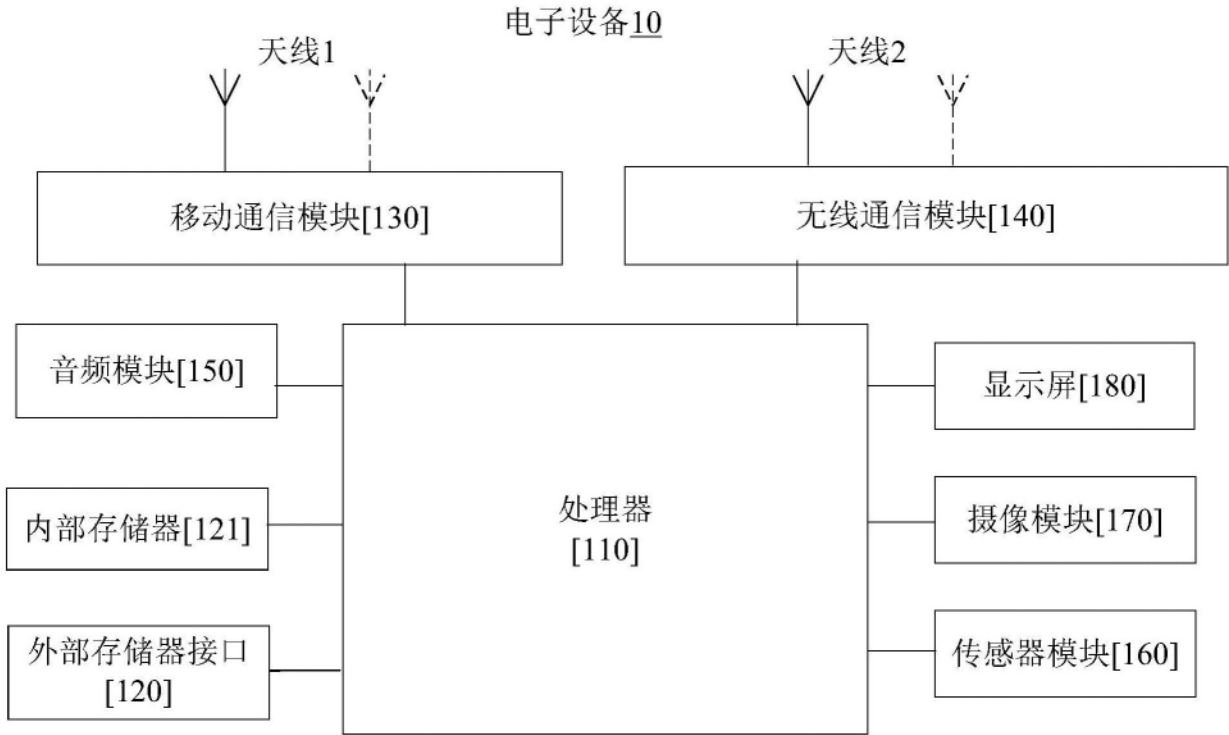 电子设备10
天线1
天线2
移动通信模块[130]
无线通信模块[140]
音频模块[150]
显示屏[180]
内部存储器[121]
处理器
[110]
摄像模块[170]
外部存储器接口
[120]
传感器模块[160]